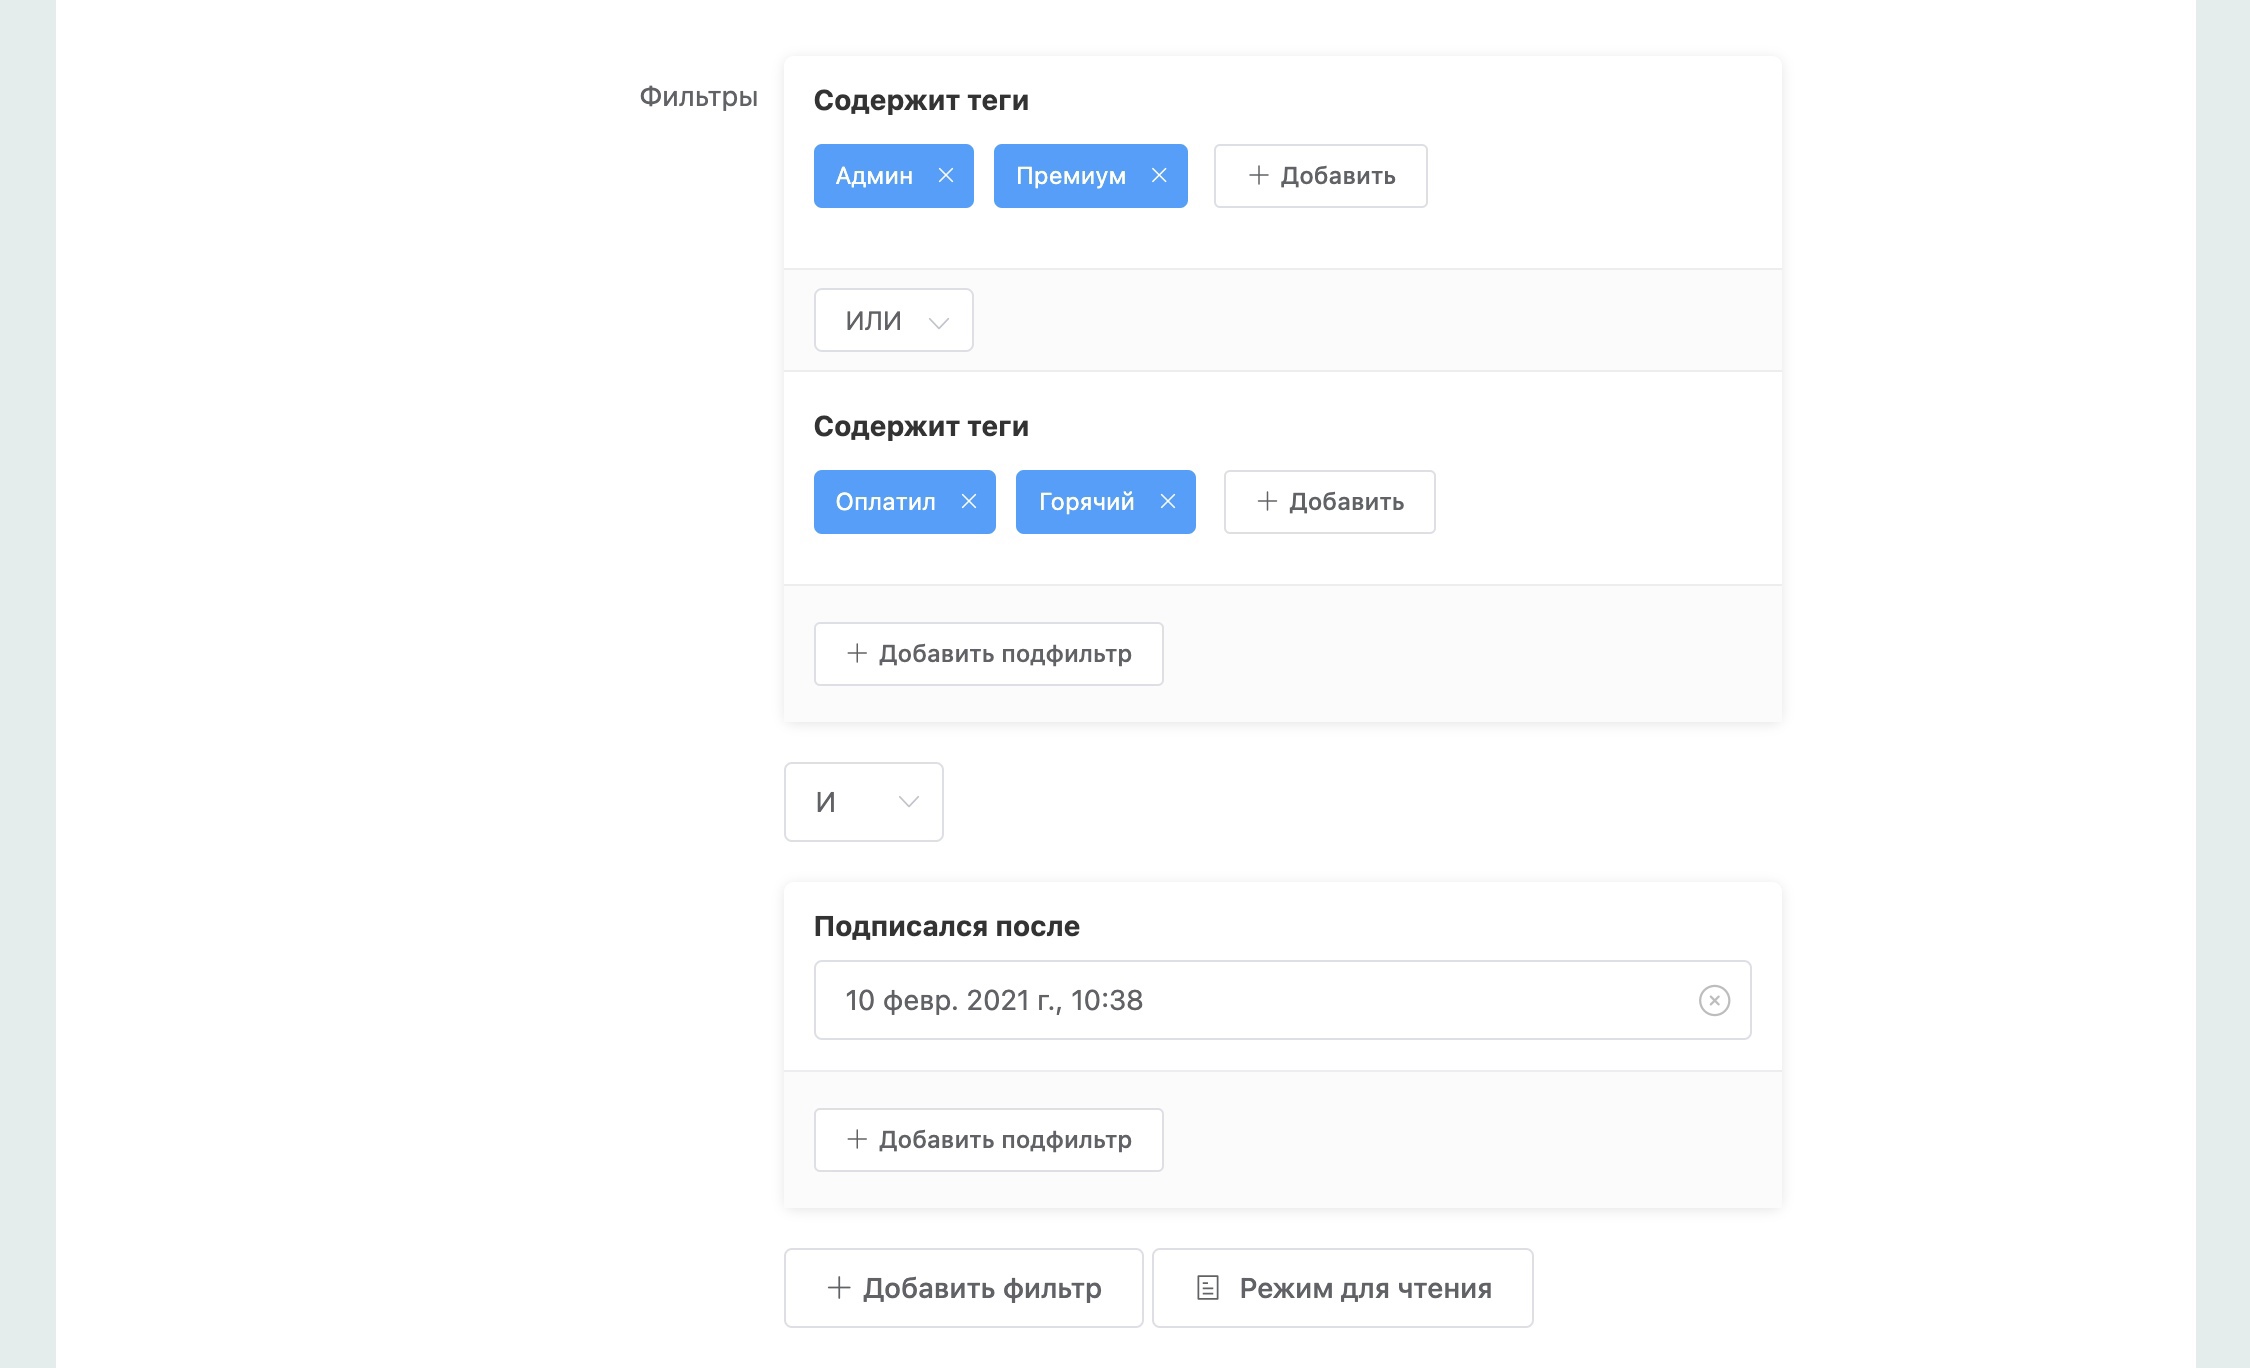 Фильтры
Содержит теги
Админ Премиум Добавить
ИЛИ
Содержит теги
Оплатил Горячий Добавить
Добавить подфильтр
И
Подписался после
10 февр. 2021 г., 10:38
Добавить подфильтр
Добавить фильтр Режим для чтения